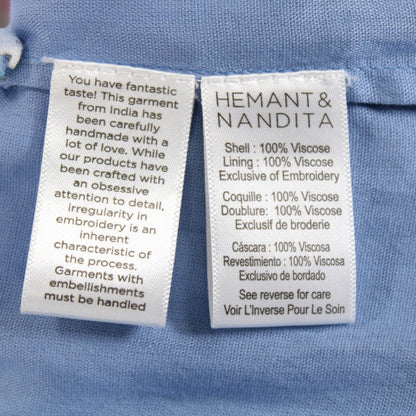 You have fantastic
taste! This garment
from India has
been carefully
handmade with a
lot of love. While
our products have
been crafted with
an obsessive
attention to detail,
irregularity in
embroidery is an
inherent
characteristic of
the process.
Garments with
embellishments
must be handled
HEMANT &
NANDITA
Shell : 100% Viscose
Lining : 100% Viscose
Exclusive of Embroidery
Coquille : 100% Viscose
Doublure : 100% Viscose
Exclusif de broderie
Cáscara : 100% Viscosa
Revestimiento : 100% Viscosa
Exclusivo de bordado
See reverse for care
Voir L'Inverse Pour Le Soin